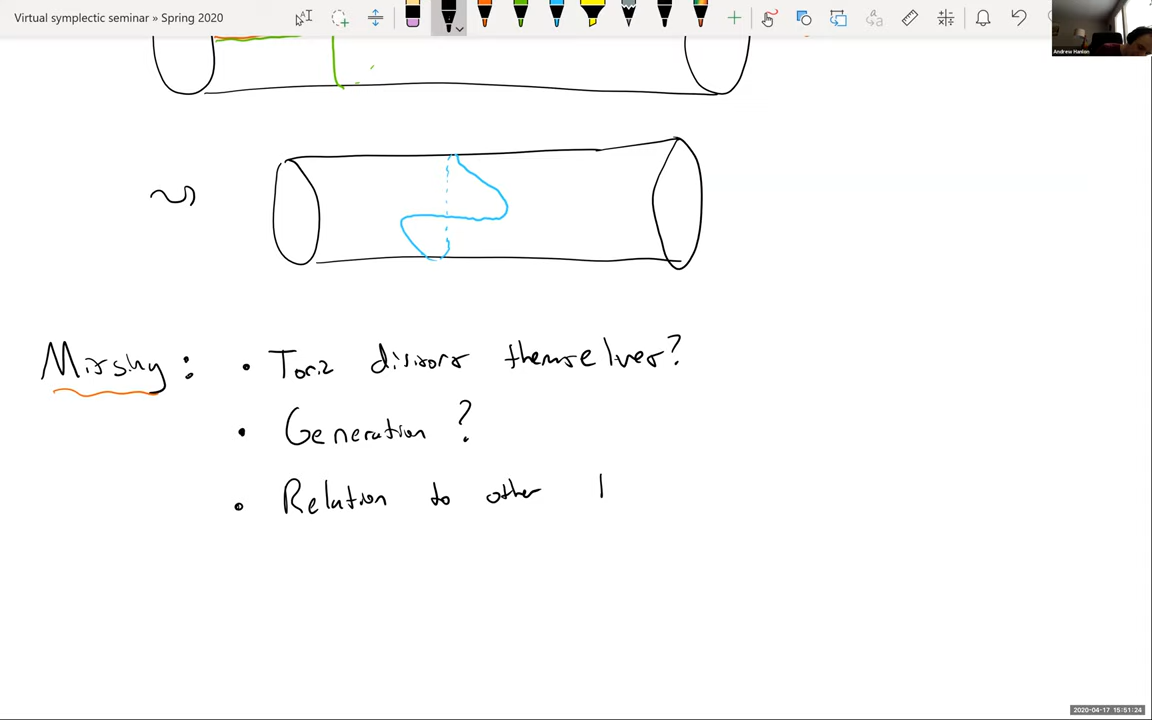 Virtual symplectic seminar » Spring 2020
Andrew Hanlon
Missing: • Toric divisors themselves?
• Generation ?
• Relation to other
2020-04-17 15:51:24